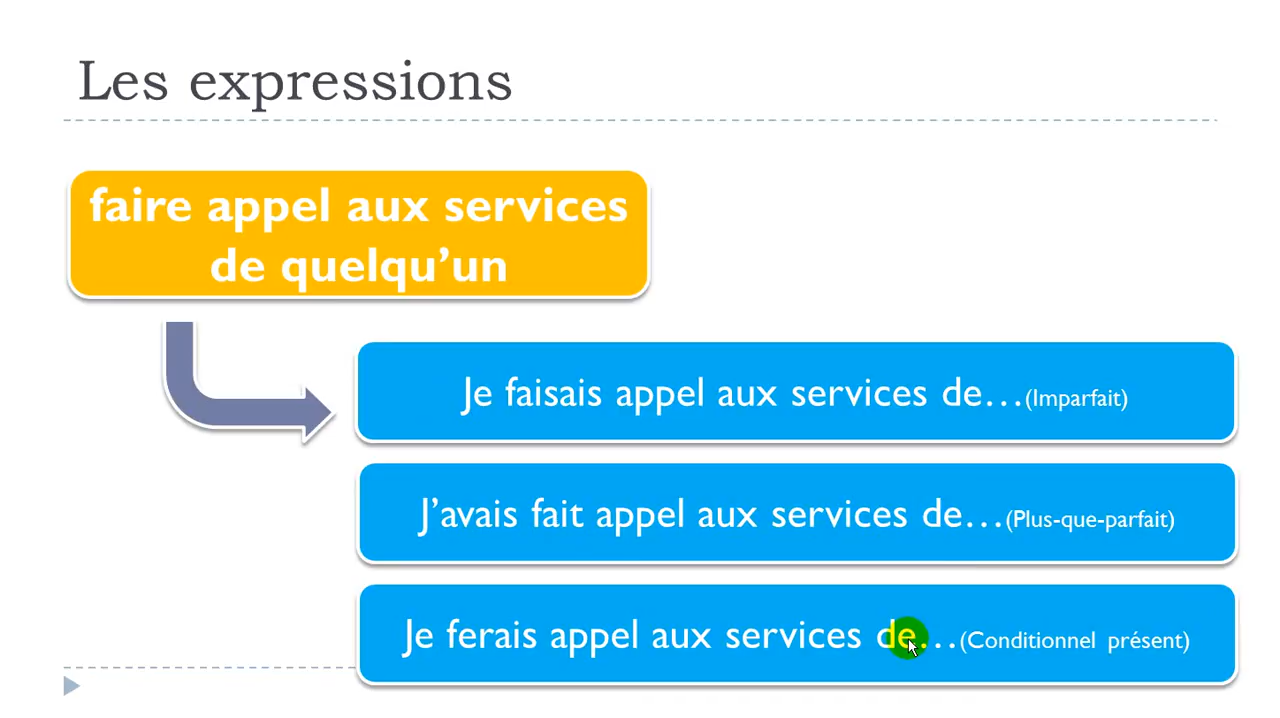 Les expressions
faire appel aux services
de quelqu’un
Je faisais appel aux services de…(Imparfait)
J’avais fait appel aux services de…(Plus-que-parfait)
Je ferais appel aux services de…(Conditionnel présent)